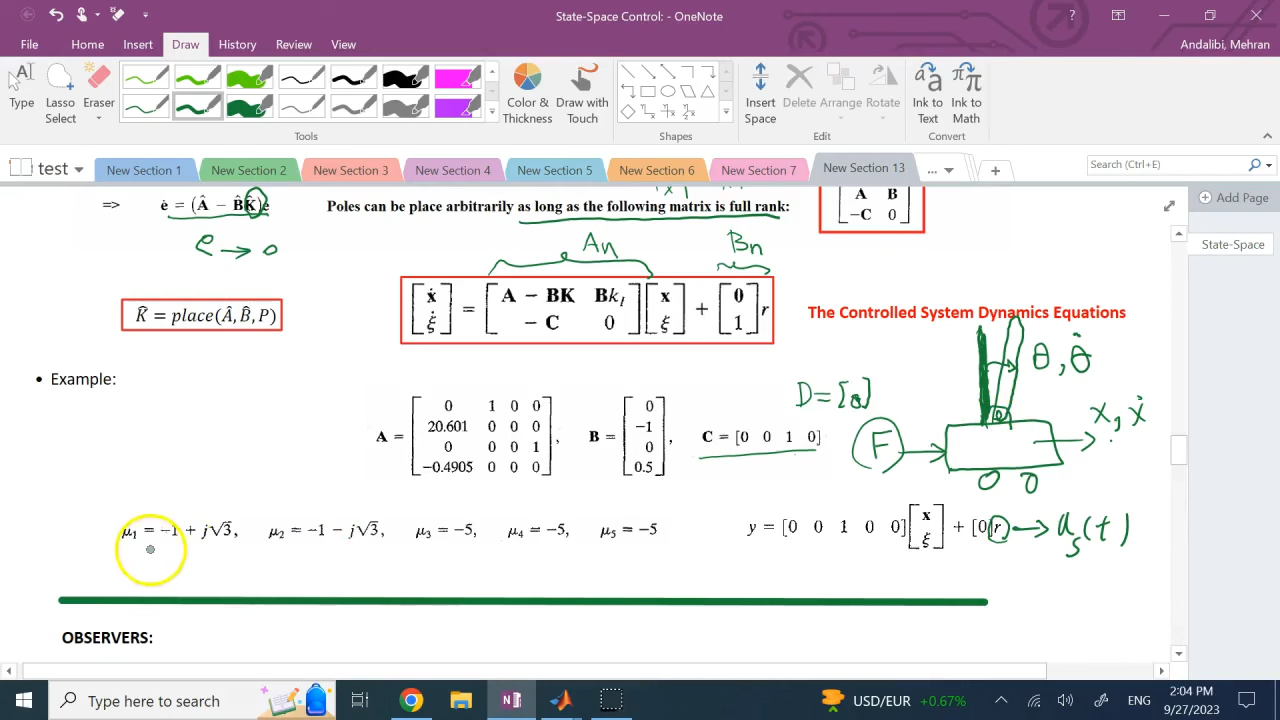 State-Space Control: - OneNote
?
File Home Insert Draw History Review View
Andalibi, Mehran
Type Lasso Select Eraser
Color & Thickness Draw with Touch
Insert Space Delete Arrange Rotate
Ink to Text Ink to Math
Tools Shapes Edit Convert
test New Section 1 New Section 2 New Section 3 New Section 4 New Section 5 New Section 6 New Section 7 New Section 13 ... +
Search (Ctrl+E)
Add Page
State-Space
=> ė = (Â − B̂K̂)e Poles can be place arbitrarily as long as the following matrix is full rank:
[A B
−C 0]
e → 0
An Bn
K̂ = place(Â, B̂, P)
[ẋ ξ̇] = [A − BK Bk_I −C 0] [x ξ] + [0 1] r
The Controlled System Dynamics Equations
θ, θ̇
• Example:
D = [0]
F
x, ẋ
A = [0 1 0 0
20.601 0 0 0
0 0 0 1
−0.4905 0 0 0],
B = [0 −1 0 0.5],
C = [0 0 1 0]
μ₁ = −1 + j√3, μ₂ = −1 − j√3, μ₃ = −5, μ₄ = −5, μ₅ = −5
y = [0 0 1 0 0] [x ξ] + [0]r → u_s(t)
OBSERVERS:
Type here to search
USD/EUR +0.67%
ENG
2:04 PM
9/27/2023